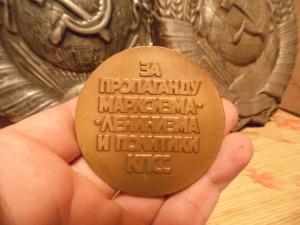 ЗА
ПРОПАГАНДУ
МАРКСИЗМА-
-ЛЕНИНИЗМА
И ПОЛИТИКИ
КПСС